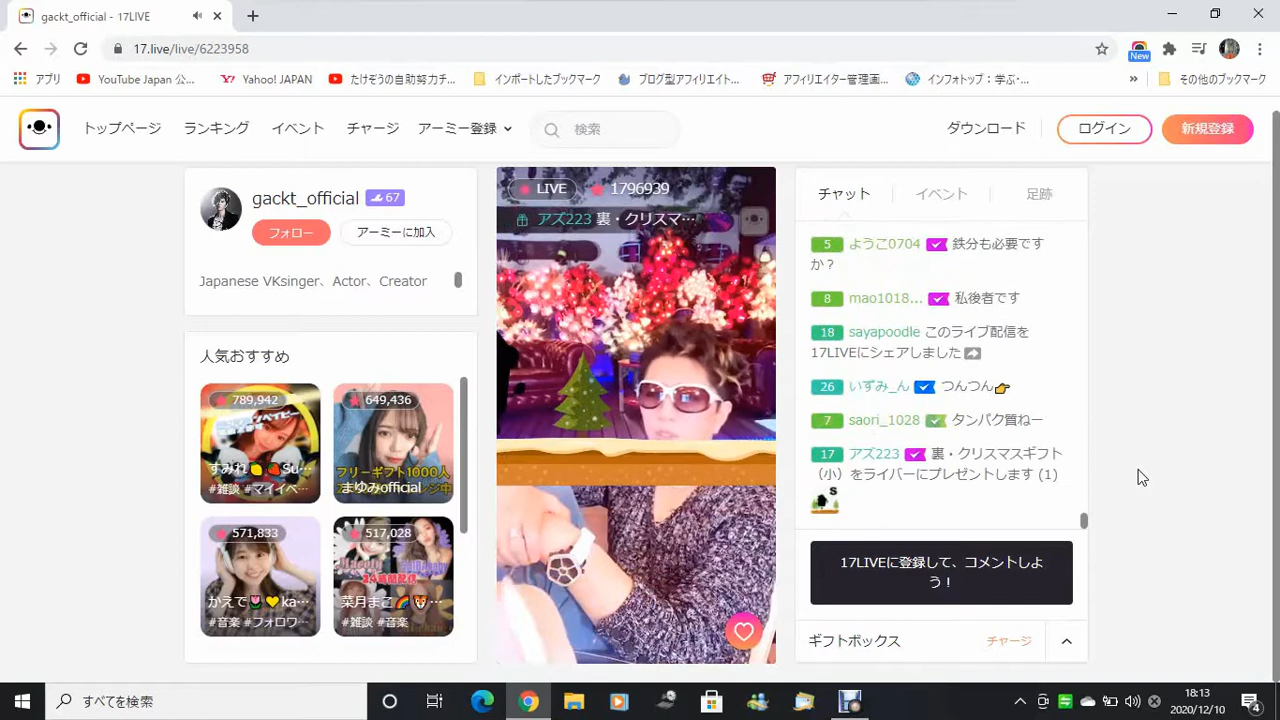 gackt_official - 17LIVE
17.live/live/6223958
New
アプリ
YouTube Japan 公...
Yahoo! JAPAN
たけぞうの自助努力チ...
インポートしたブックマーク
ブログ型アフィリエイト...
アフィリエイター管理画...
インフォトップ：学ぶ・...
»
その他のブックマーク
トップページ
ランキング
イベント
チャージ
アーミー登録
検索
ダウンロード
ログイン
新規登録
gackt_official
67
フォロー
アーミーに加入
Japanese VKsinger、Actor、Creator
人気おすすめ
789,942
すみれ🍋🍓Su...
#雑談 #マイイベ...
649,436
フリーギフト1000人
まゆみofficial
571,833
かえで🌷💛ka...
#音楽 #フォロワ...
517,028
24時間配信
菜月まこ🌈...
#雑談 #音楽
LIVE
1796939
アズ223 裏・クリスマ...
チャット
イベント
足跡
5 ようこ0704 鉄分も必要です
か？
8 mao1018... 私後者です
18 sayapoodle このライブ配信を
17LIVEにシェアしました
26 いずみ_ん つんつん👉
7 saori_1028 タンパク質ねー
17 アズ223 裏・クリスマスギフト
（小）をライバーにプレゼントします (1)
S
17LIVEに登録して、コメントしよ
う！
ギフトボックス
チャージ
すべてを検索
18:13
2020/12/10
4